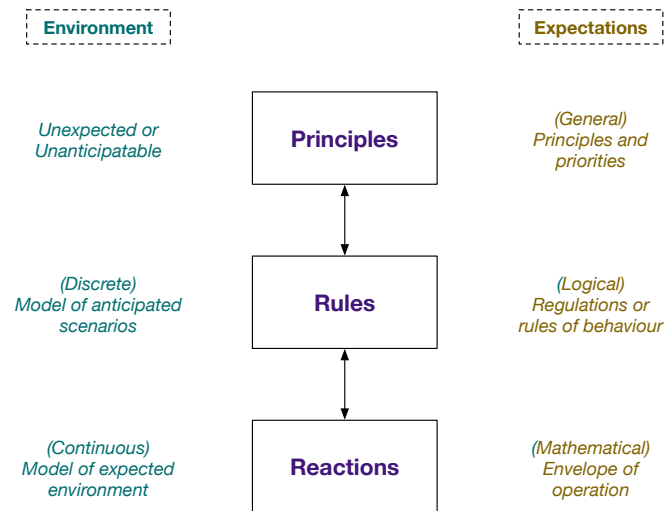 Environment
Expectations
Unexpected or
Unanticipatable
Principles
(General)
Principles and
priorities
(Discrete)
Model of anticipated
scenarios
Rules
(Logical)
Regulations or
rules of behaviour
(Continuous)
Model of expected
environment
Reactions
(Mathematical)
Envelope of
operation